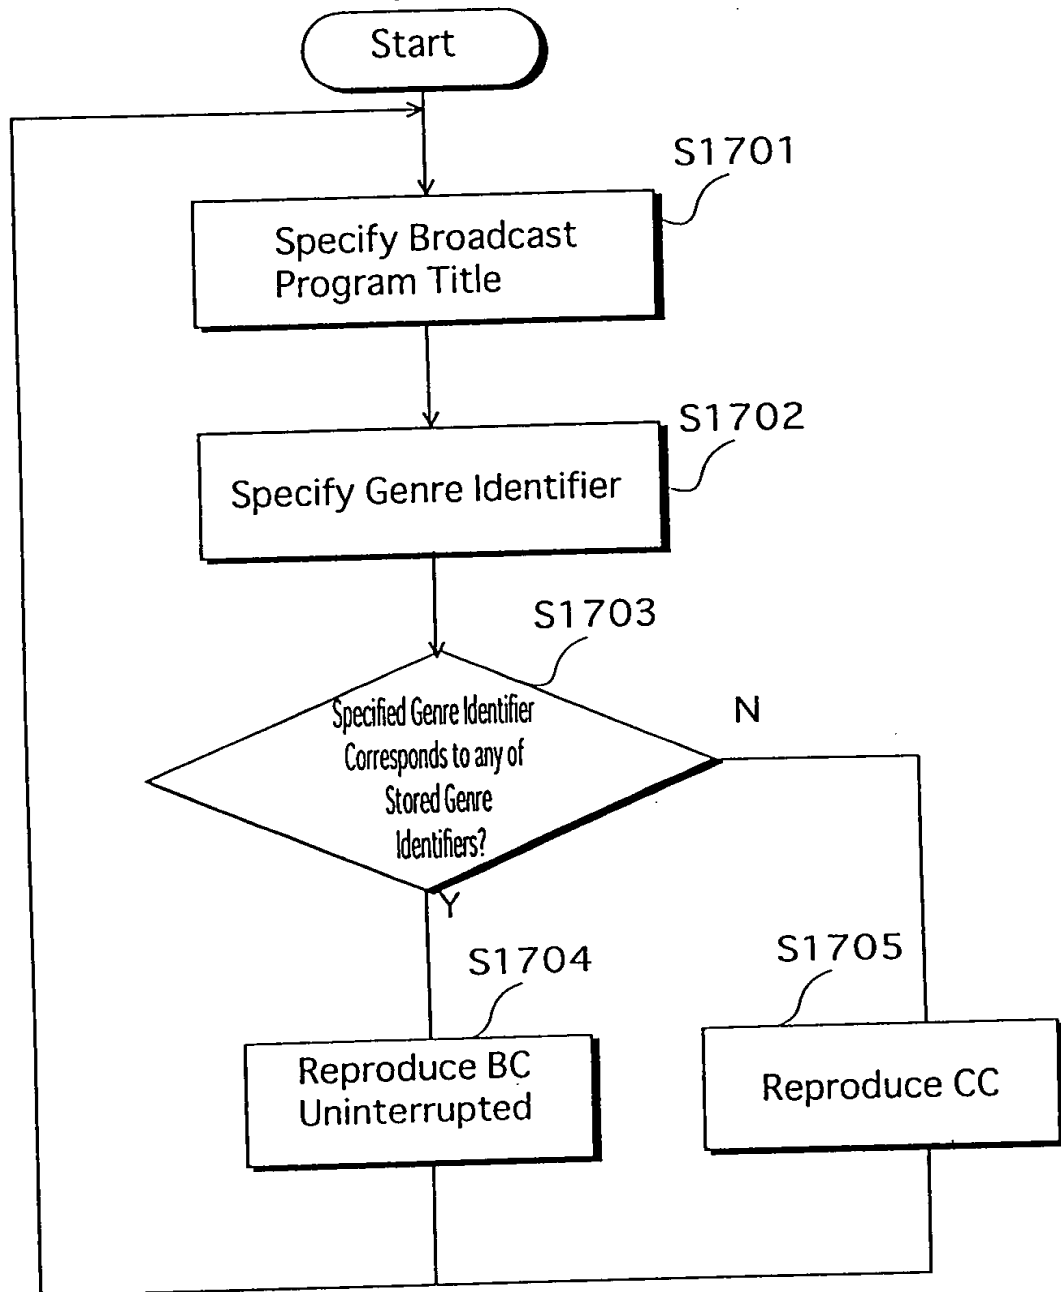 Start
S1701
Specify Broadcast
Program Title
S1702
Specify Genre Identifier
S1703
Specified Genre Identifier
Corresponds to any of
Stored Genre
Identifiers?
N
Y
S1704
Reproduce BC
Uninterrupted
S1705
Reproduce CC